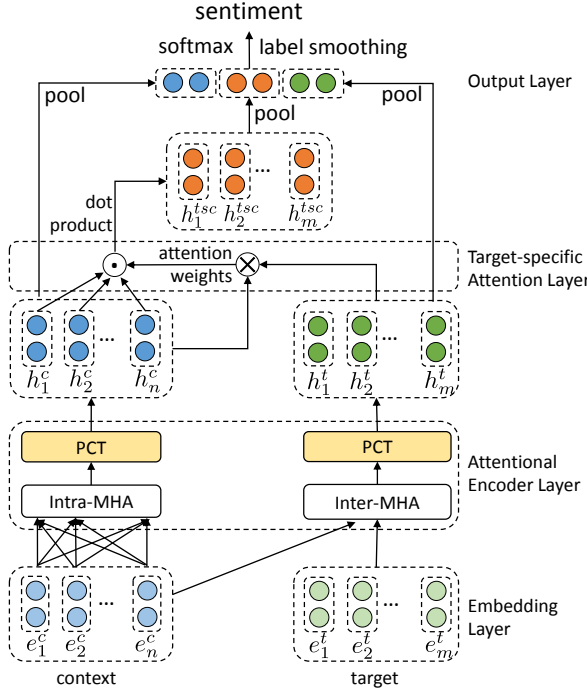 sentiment
softmax label smoothing
Output Layer
pool pool pool
...
h_1^{tsc} h_2^{tsc} h_m^{tsc}
dot
product
attention
weights
Target-specific
Attention Layer
... ...
h_1^c h_2^c h_n^c h_1^t h_2^t h_m^t
PCT PCT
Attentional
Encoder Layer
Intra-MHA Inter-MHA
... ...
Embedding
Layer
e_1^c e_2^c e_n^c e_1^t e_2^t e_m^t
context target